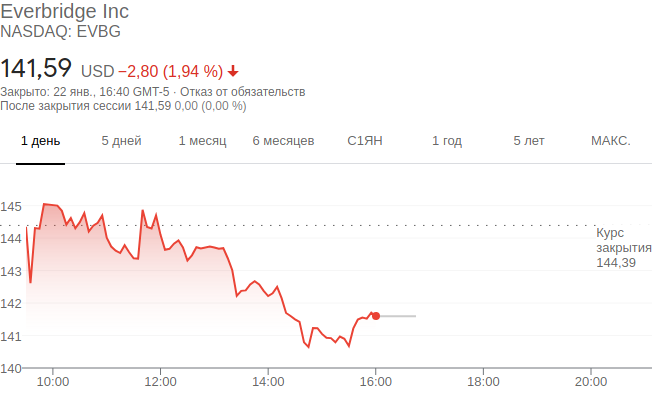 Everbridge Inc
NASDAQ: EVBG
141,59 USD −2,80 (1,94 %)
Закрыто: 22 янв., 16:40 GMT-5 · Отказ от обязательств
После закрытия сессии 141,59 0,00 (0,00 %)
1 день 5 дней 1 месяц 6 месяцев С1ЯН 1 год 5 лет МАКС.
145
144
143
142
141
140
Курс
закрытия
144,39
10:00 12:00 14:00 16:00 18:00 20:00